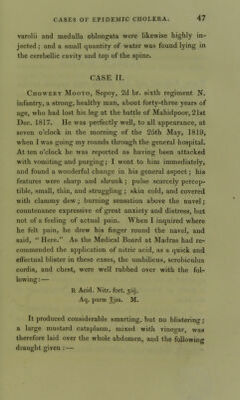 CASES OF EPIDEMIC CHOLERA. 47
varolii and medulla oblongata were likewise highly in-
jected; and a small quantity of water was found lying in
the cerebellic cavity and top of the spine.
CASE II.
Chowery Mooto, Sepoy, 2d br. sixth regiment N.
infantry, a strong, healthy man, about forty-three years of
age, who had lost his leg at the battle of Mahidpoor, 21st
Dec. 1817. He was perfectly well, to all appearance, at
seven o'clock in the morning of the 25th May, 1819,
when I was going my rounds through the general hospital.
At ten o'clock he was reported as having been attacked
with vomiting and purging; I went to him immediately,
and found a wonderful change in his general aspect; his
features were sharp and shrunk; pulse scarcely percep-
tible, small, thin, and struggling; skin cold, and covered
with clammy dew; burning sensation above the navel;
countenance expressive of great anxiety and distress, but
not of a feeling of actual pain. When I inquired where
he felt pain, he drew his finger round the navel, and
said, "Here." As the Medical Board at Madras had re-
commended the application of nitric acid, as a quick and
effectual blister in these cases, the umbilicus, scrobiculus
cordis, and chest, were well rubbed over with the fol-
lowing:—
R Acid. Nitr. fort. ʒij.
Aq. puræ ℥ss. M.
It produced considerable smarting, but no blistering;
a large mustard cataplasm, mixed with vinegar, was
therefore laid over the whole abdomen, and the following
draught given:—